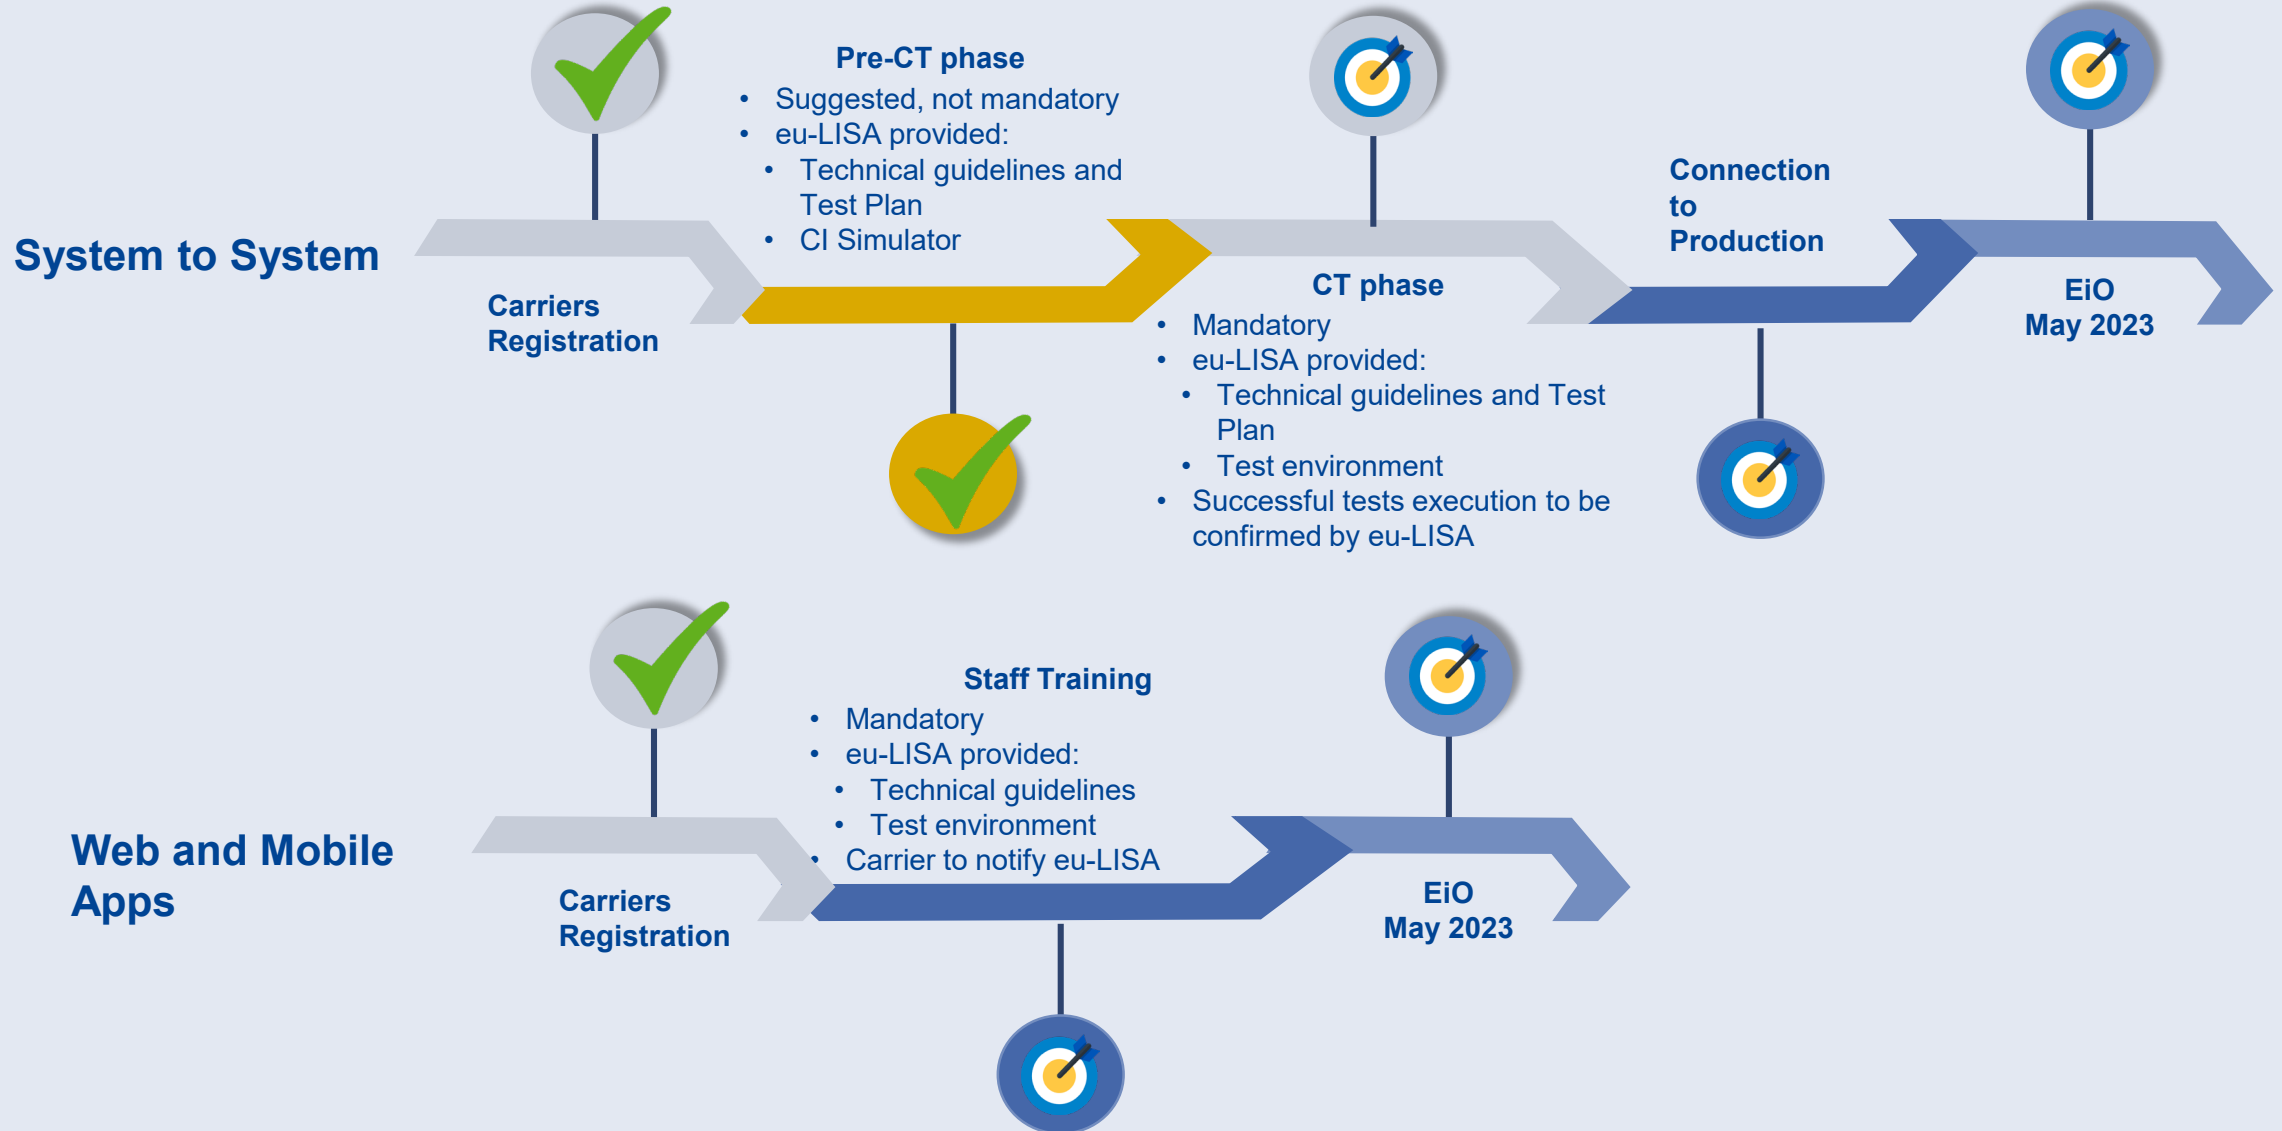 System to System
Carriers
Registration
Pre-CT phase
• Suggested, not mandatory
• eu-LISA provided:
• Technical guidelines and
Test Plan
• CI Simulator
CT phase
• Mandatory
• eu-LISA provided:
• Technical guidelines and Test
Plan
• Test environment
• Successful tests execution to be
confirmed by eu-LISA
Connection
to
Production
EiO
May 2023
Web and Mobile
Apps
Carriers
Registration
Staff Training
• Mandatory
• eu-LISA provided:
• Technical guidelines
• Test environment
• Carrier to notify eu-LISA
EiO
May 2023